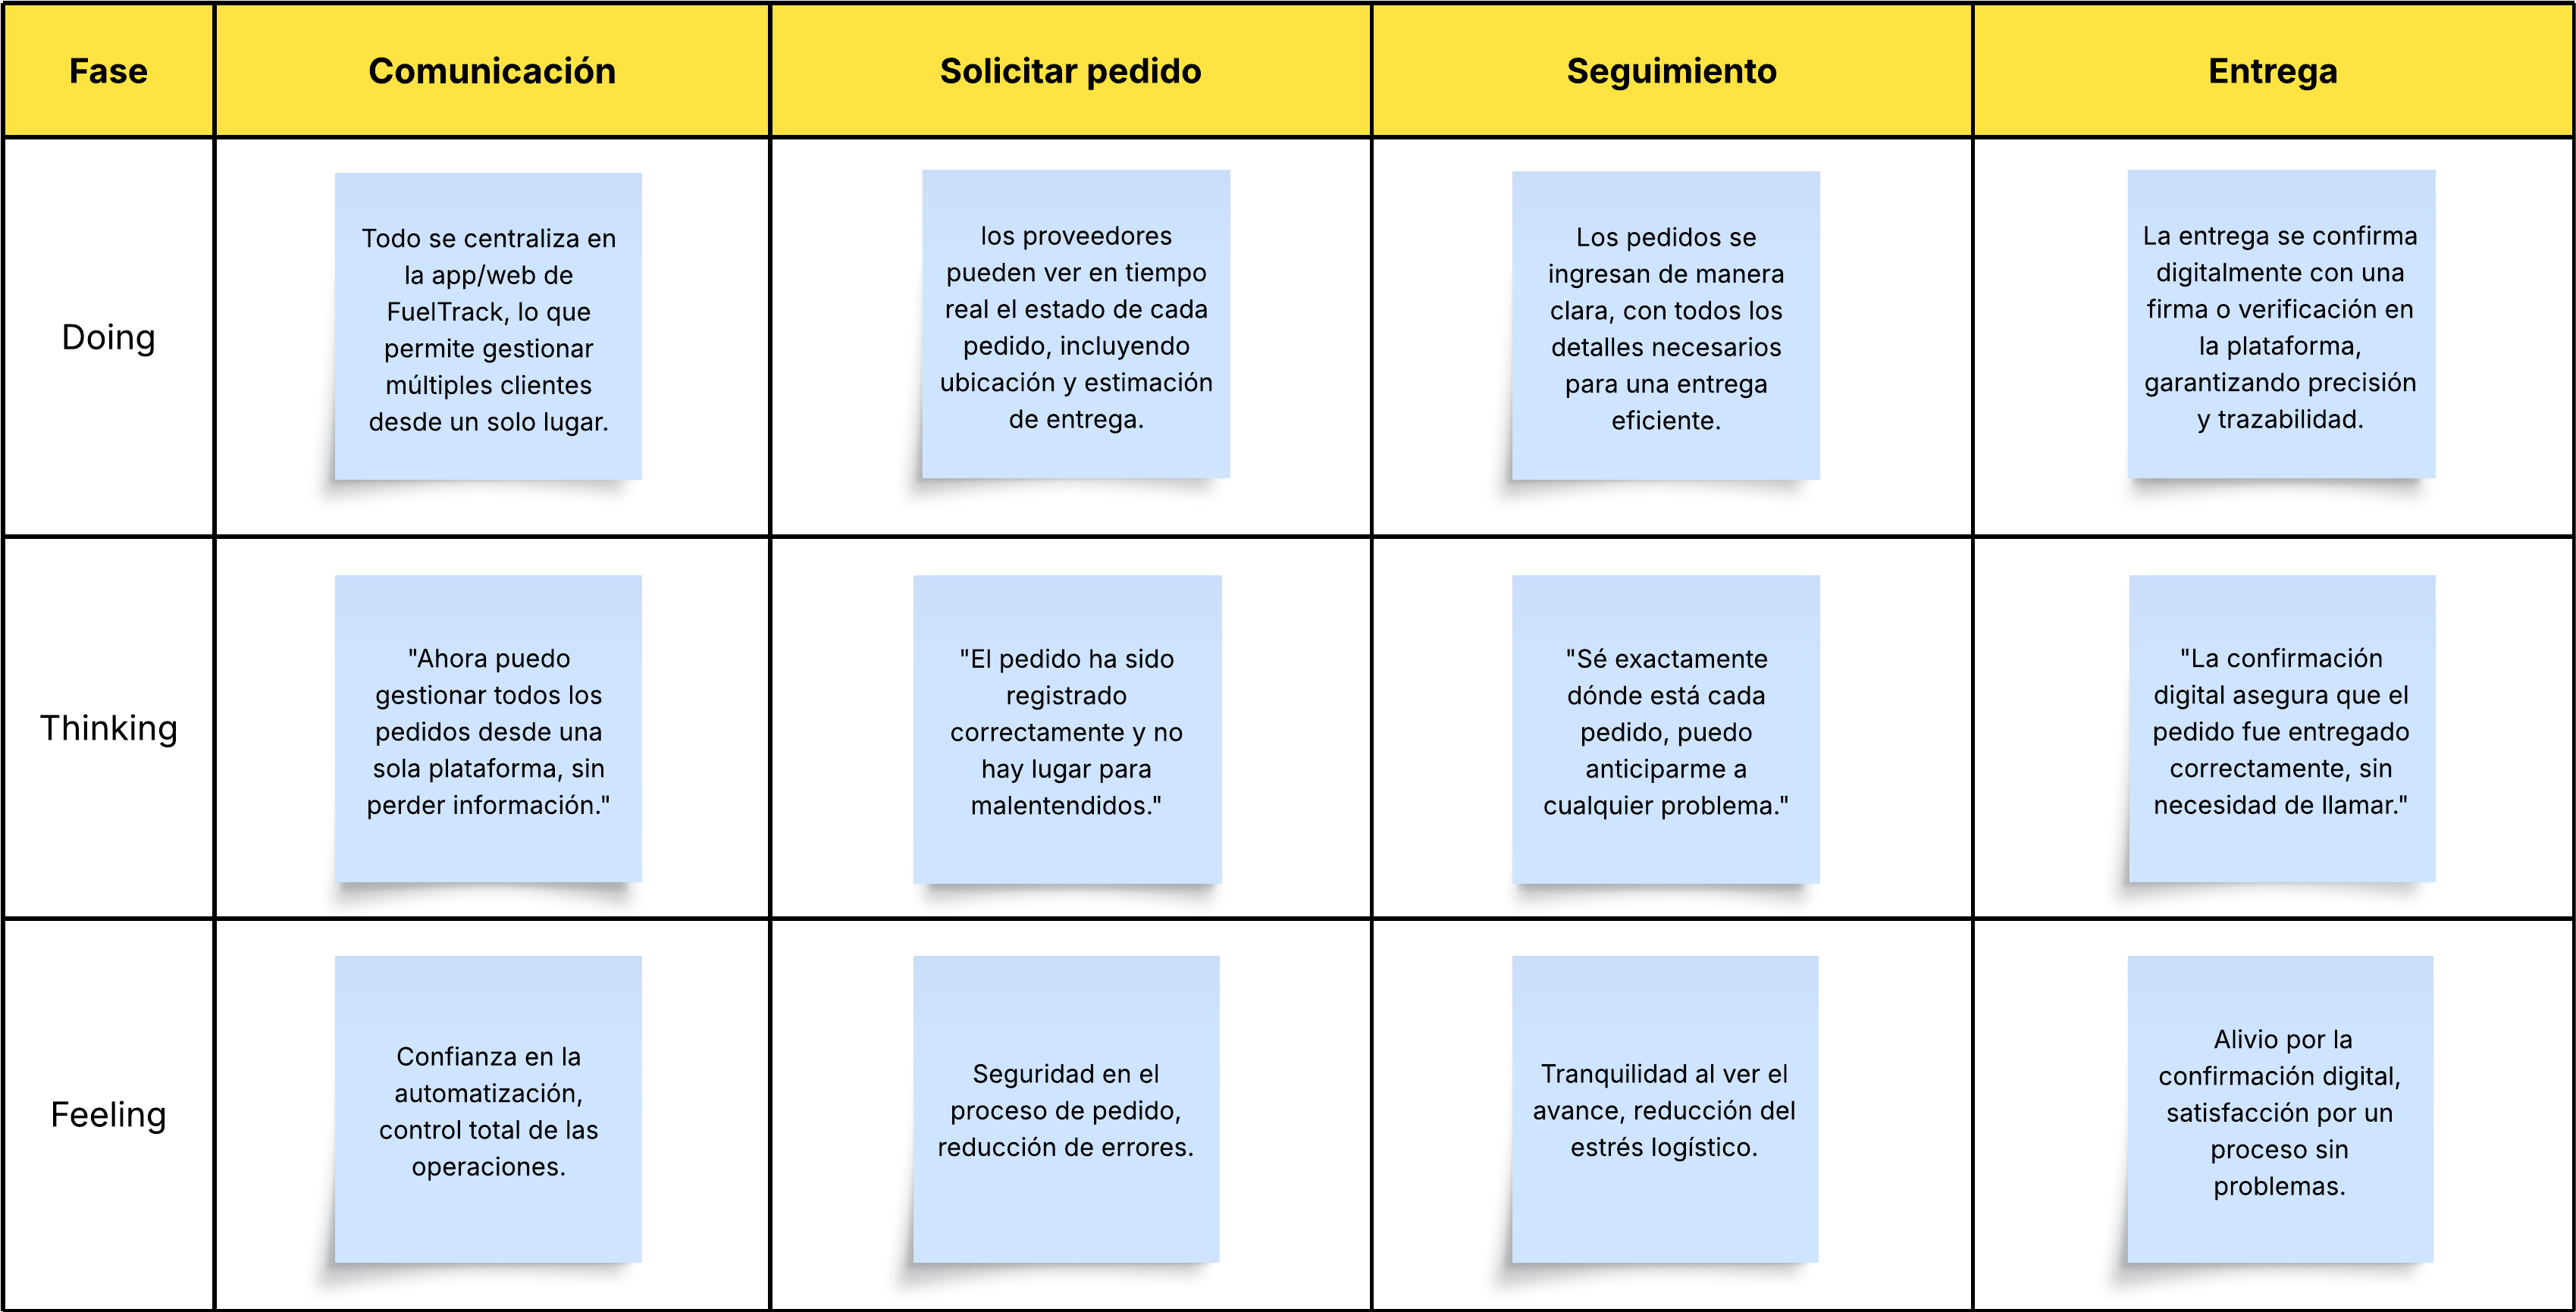 Fase
Comunicación
Solicitar pedido
Seguimiento
Entrega
Doing
Todo se centraliza en
la app/web de
FuelTrack, lo que
permite gestionar
múltiples clientes
desde un solo lugar.
los proveedores
pueden ver en tiempo
real el estado de cada
pedido, incluyendo
ubicación y estimación
de entrega.
Los pedidos se
ingresan de manera
clara, con todos los
detalles necesarios
para una entrega
eficiente.
La entrega se confirma
digitalmente con una
firma o verificación en
la plataforma,
garantizando precisión
y trazabilidad.
Thinking
"Ahora puedo
gestionar todos los
pedidos desde una
sola plataforma, sin
perder información."
"El pedido ha sido
registrado
correctamente y no
hay lugar para
malentendidos."
"Sé exactamente
dónde está cada
pedido, puedo
anticiparme a
cualquier problema."
"La confirmación
digital asegura que el
pedido fue entregado
correctamente, sin
necesidad de llamar."
Feeling
Confianza en la
automatización,
control total de las
operaciones.
Seguridad en el
proceso de pedido,
reducción de errores.
Tranquilidad al ver el
avance, reducción del
estrés logístico.
Alivio por la
confirmación digital,
satisfacción por un
proceso sin
problemas.